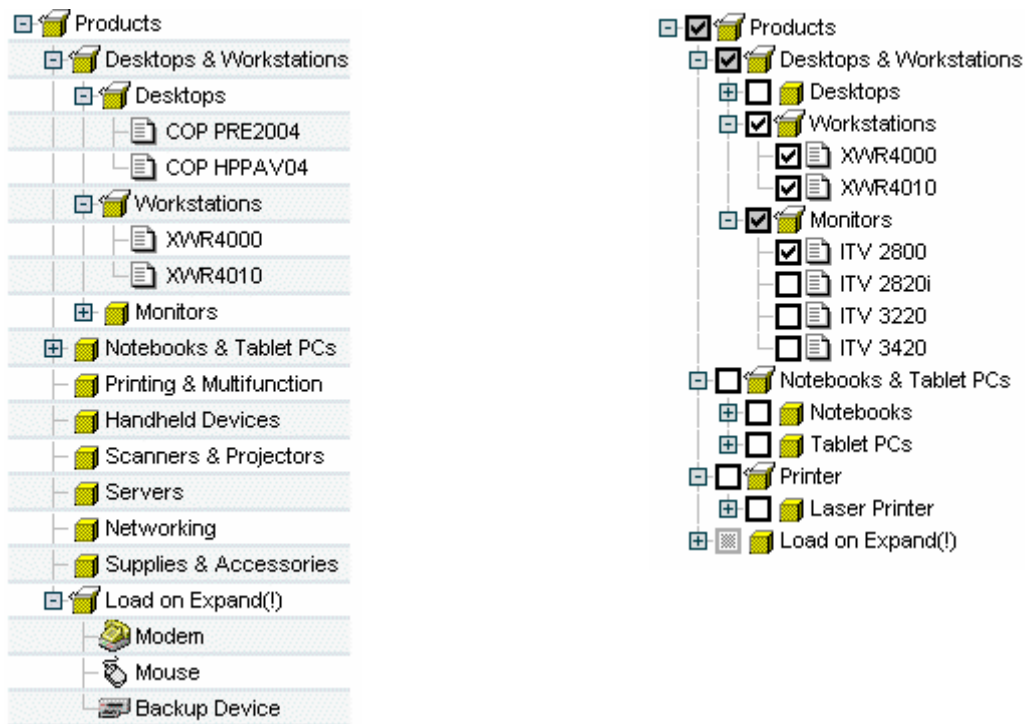 Products
Desktops & Workstations
Desktops
COP PRE2004
COP HPPAV04
Workstations
XWR4000
XWR4010
Monitors
Notebooks & Tablet PCs
Printing & Multifunction
Handheld Devices
Scanners & Projectors
Servers
Networking
Supplies & Accessories
Load on Expand(!)
Modem
Mouse
Backup Device
Products
Desktops & Workstations
Desktops
Workstations
XWR4000
XWR4010
Monitors
ITV 2800
ITV 2820i
ITV 3220
ITV 3420
Notebooks & Tablet PCs
Notebooks
Tablet PCs
Printer
Laser Printer
Load on Expand(!)